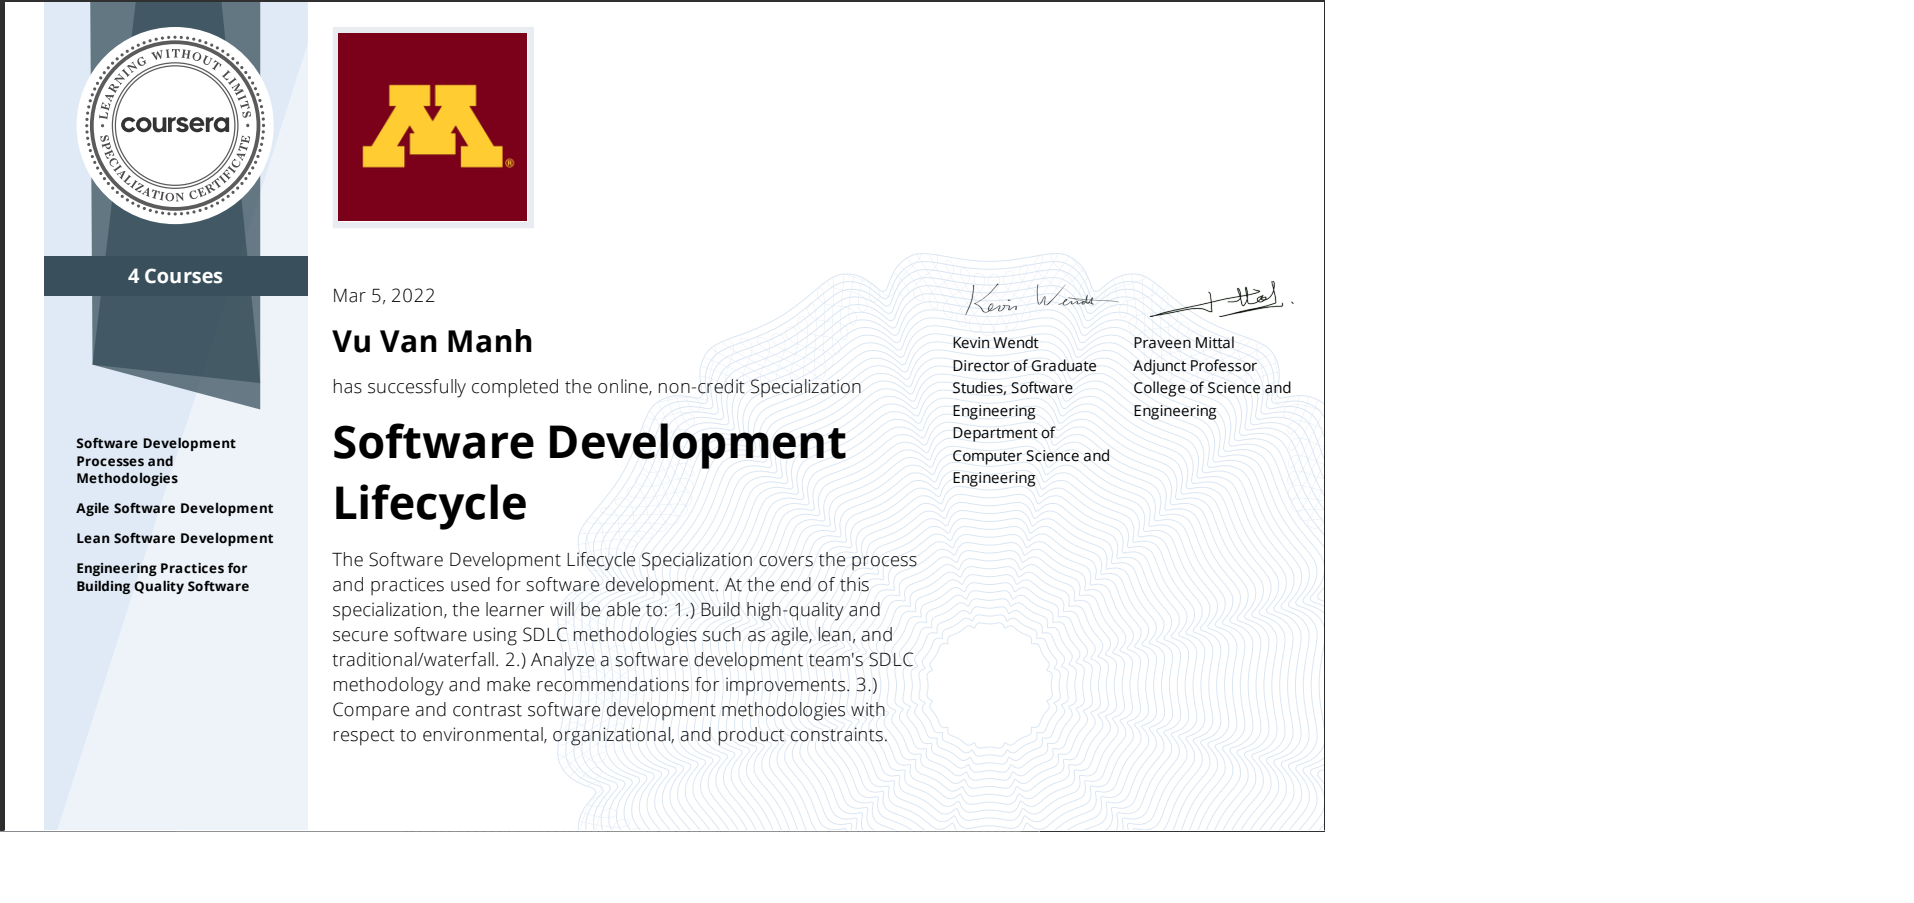 LEARNING WITHOUT LIMITS
coursera
SPECIALIZATION CERTIFICATE
4 Courses
Software Development
Processes and
Methodologies
Agile Software Development
Lean Software Development
Engineering Practices for
Building Quality Software
M
®
Mar 5, 2022
Vu Van Manh
has successfully completed the online, non-credit Specialization
Software Development
Lifecycle
The Software Development Lifecycle Specialization covers the process
and practices used for software development. At the end of this
specialization, the learner will be able to: 1.) Build high-quality and
secure software using SDLC methodologies such as agile, lean, and
traditional/waterfall. 2.) Analyze a software development team's SDLC
methodology and make recommendations for improvements. 3.)
Compare and contrast software development methodologies with
respect to environmental, organizational, and product constraints.
Kevin Wendt
Kevin Wendt
Director of Graduate
Studies, Software
Engineering
Department of
Computer Science and
Engineering
Praveen Mittal
Adjunct Professor
College of Science and
Engineering